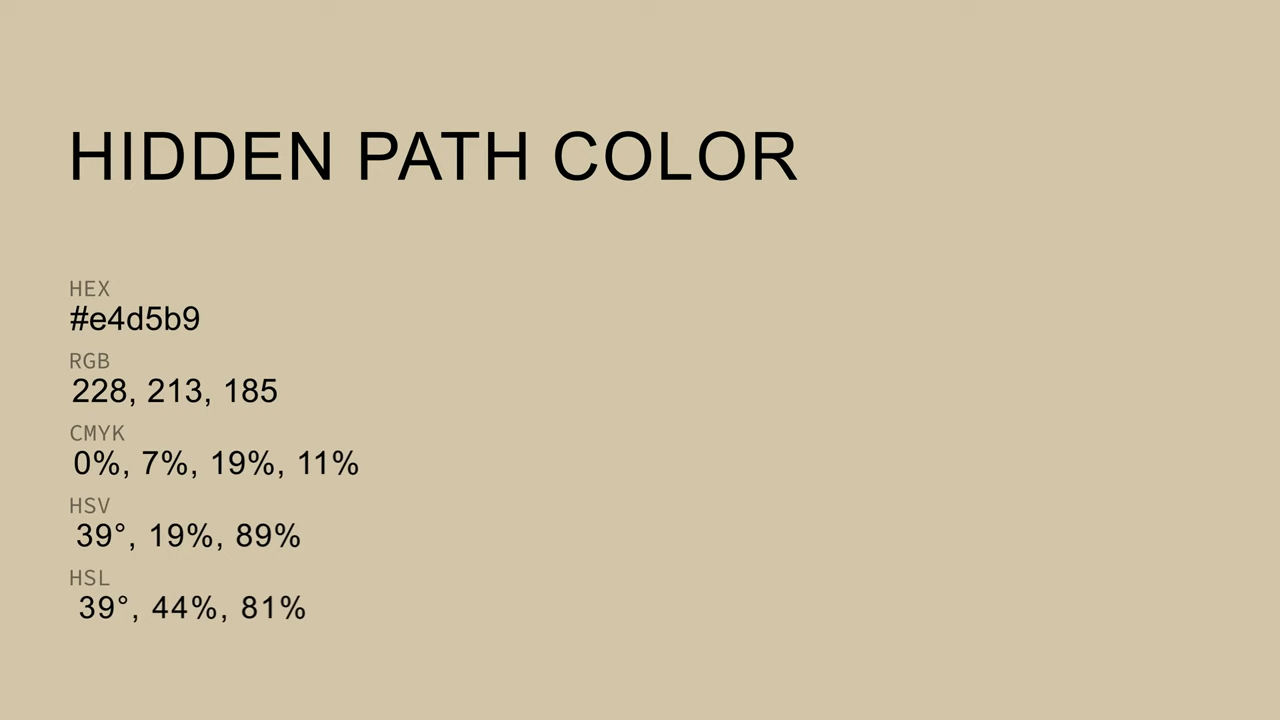 HIDDEN PATH COLOR
HEX
#e4d5b9
RGB
228, 213, 185
CMYK
0%, 7%, 19%, 11%
HSV
39°, 19%, 89%
HSL
39°, 44%, 81%